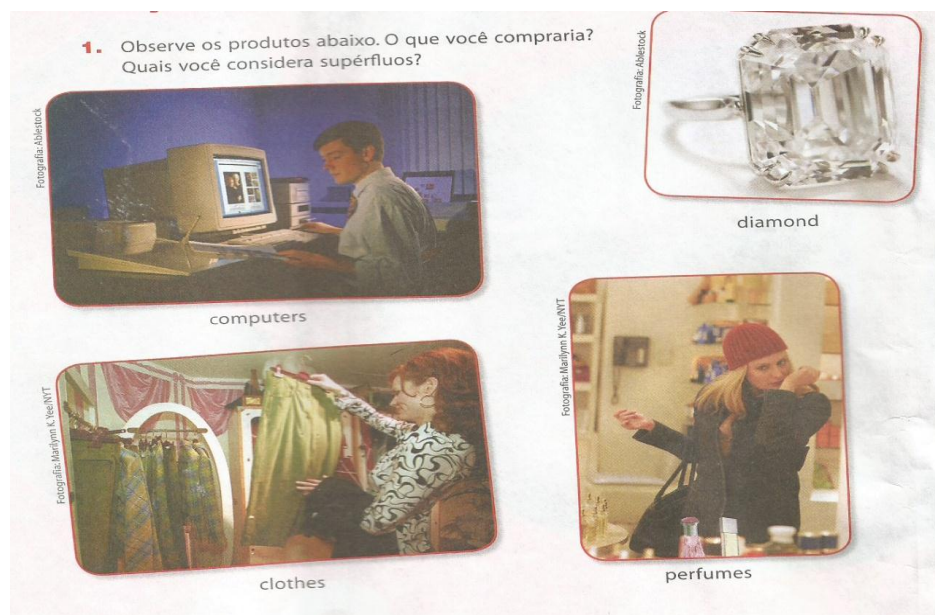 1. Observe os produtos abaixo. O que você compraria?
Quais você considera supérfluos?
Fotografia: Ablestock
computers
Fotografia: Ablestock
diamond
Fotografia: Marilynn K. Yee/NYT
clothes
Fotografia: Marilynn K. Yee/NYT
perfumes